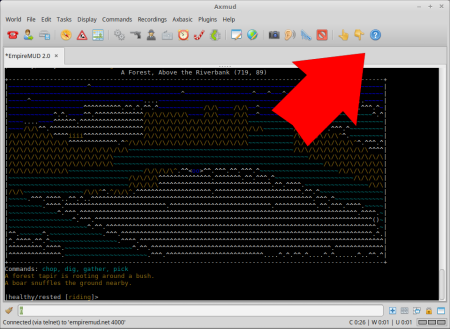 Axmud
World File Edit Tasks Display Commands Recordings Axbasic Plugins Help
*EmpireMUD 2.0
A Forest, Above the Riverbank (719, 89)
Commands: chop, dig, gather, pick
A forest tapir is rooting around a bush.
A boar snuffles the ground nearby.
[healthy/rested [riding]>
Connected (via telnet) to 'empiremud.net 4000' C 0:26 W 0:01 U 0:01